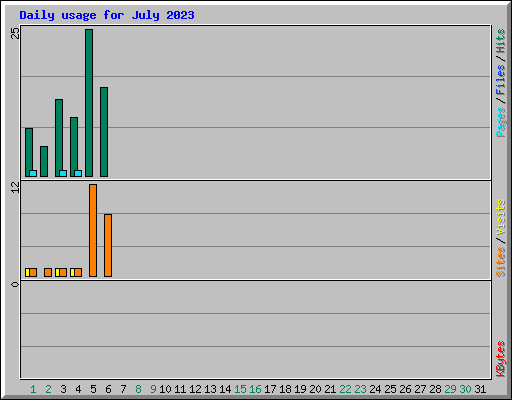 Daily usage for July 2023
25
12
0
Pages / Files / Hits
Sites / Visits
KBytes
1 2 3 4 5 6 7 8 9 10 11 12 13 14 15 16 17 18 19 20 21 22 23 24 25 26 27 28 29 30 31